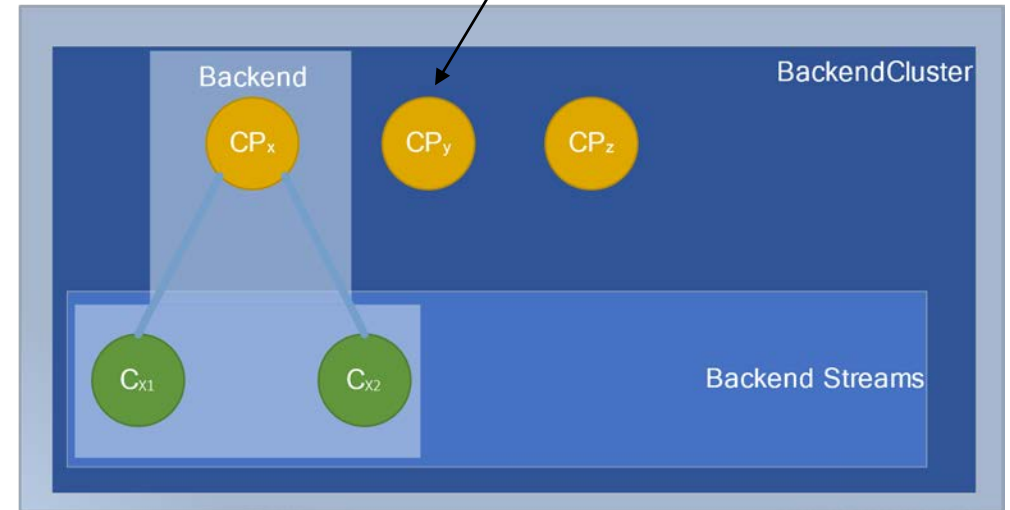 Backend
BackendCluster
CPx
CPy
CPz
CX1
CX2
Backend Streams